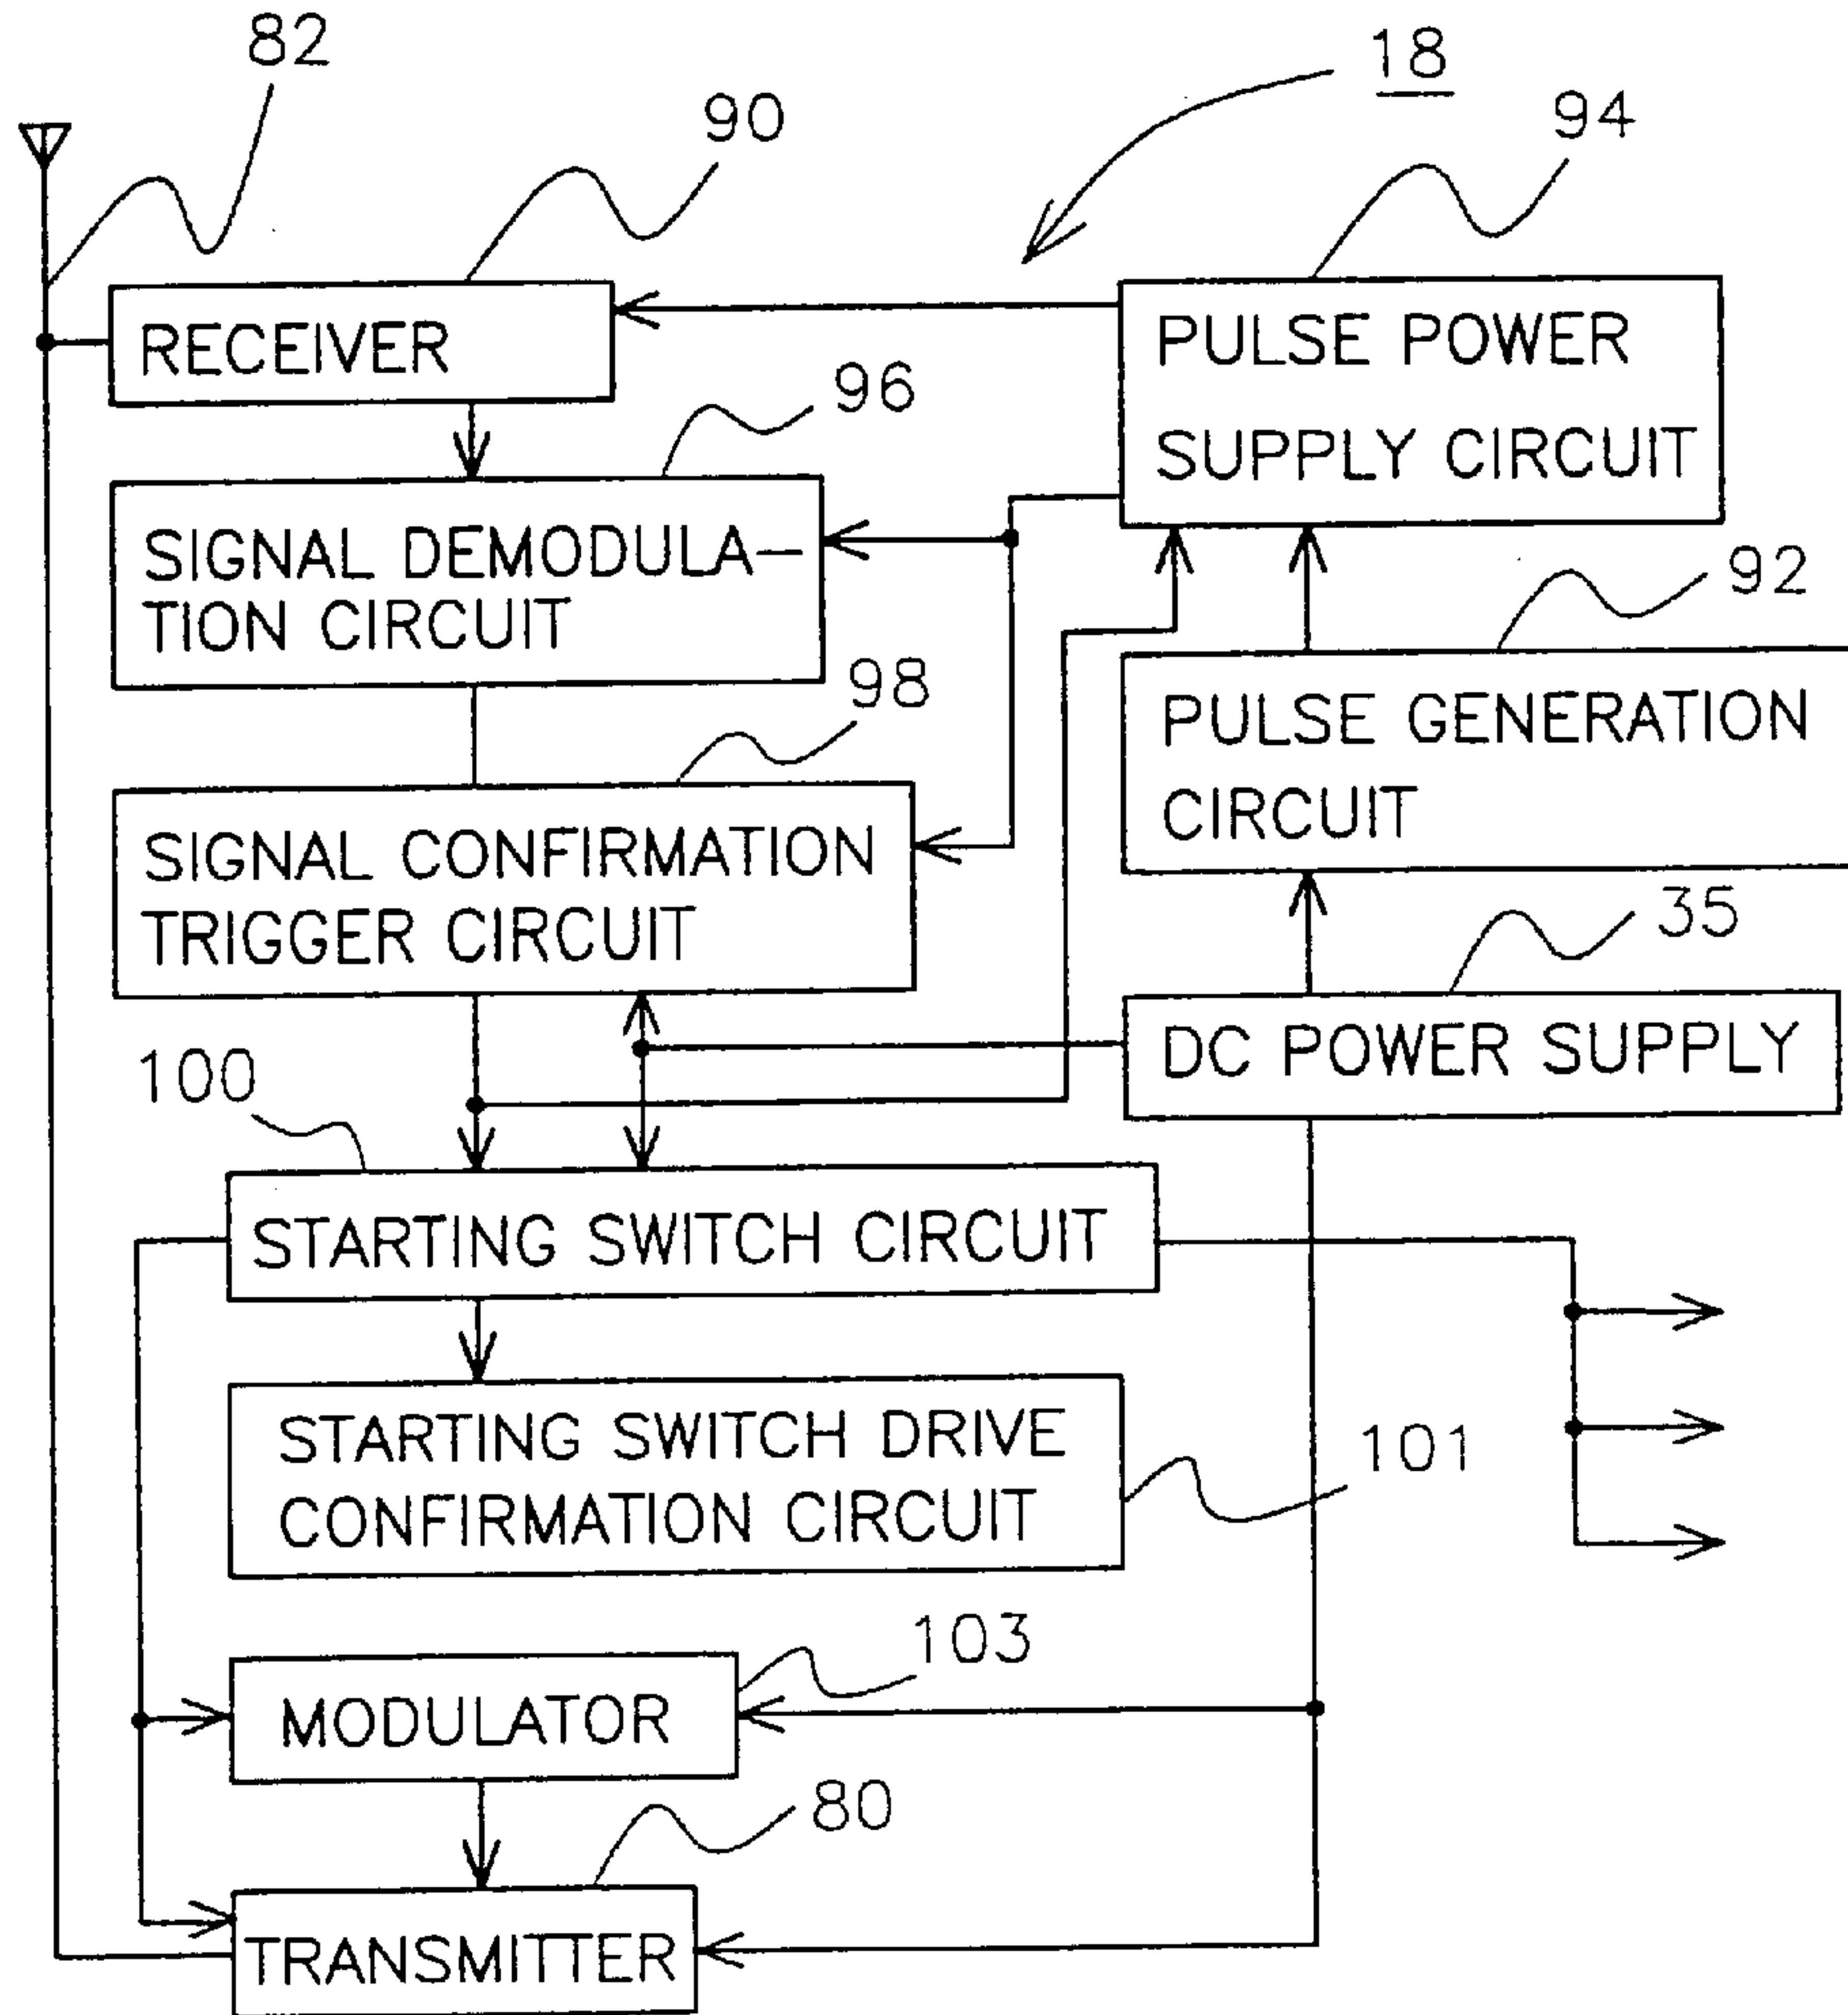 82
18
90
94
RECEIVER
PULSE POWER
SUPPLY CIRCUIT
96
SIGNAL DEMODULA-
TION CIRCUIT
92
98
PULSE GENERATION
CIRCUIT
SIGNAL CONFIRMATION
TRIGGER CIRCUIT
35
DC POWER SUPPLY
100
STARTING SWITCH CIRCUIT
STARTING SWITCH DRIVE
CONFIRMATION CIRCUIT
101
103
MODULATOR
80
TRANSMITTER